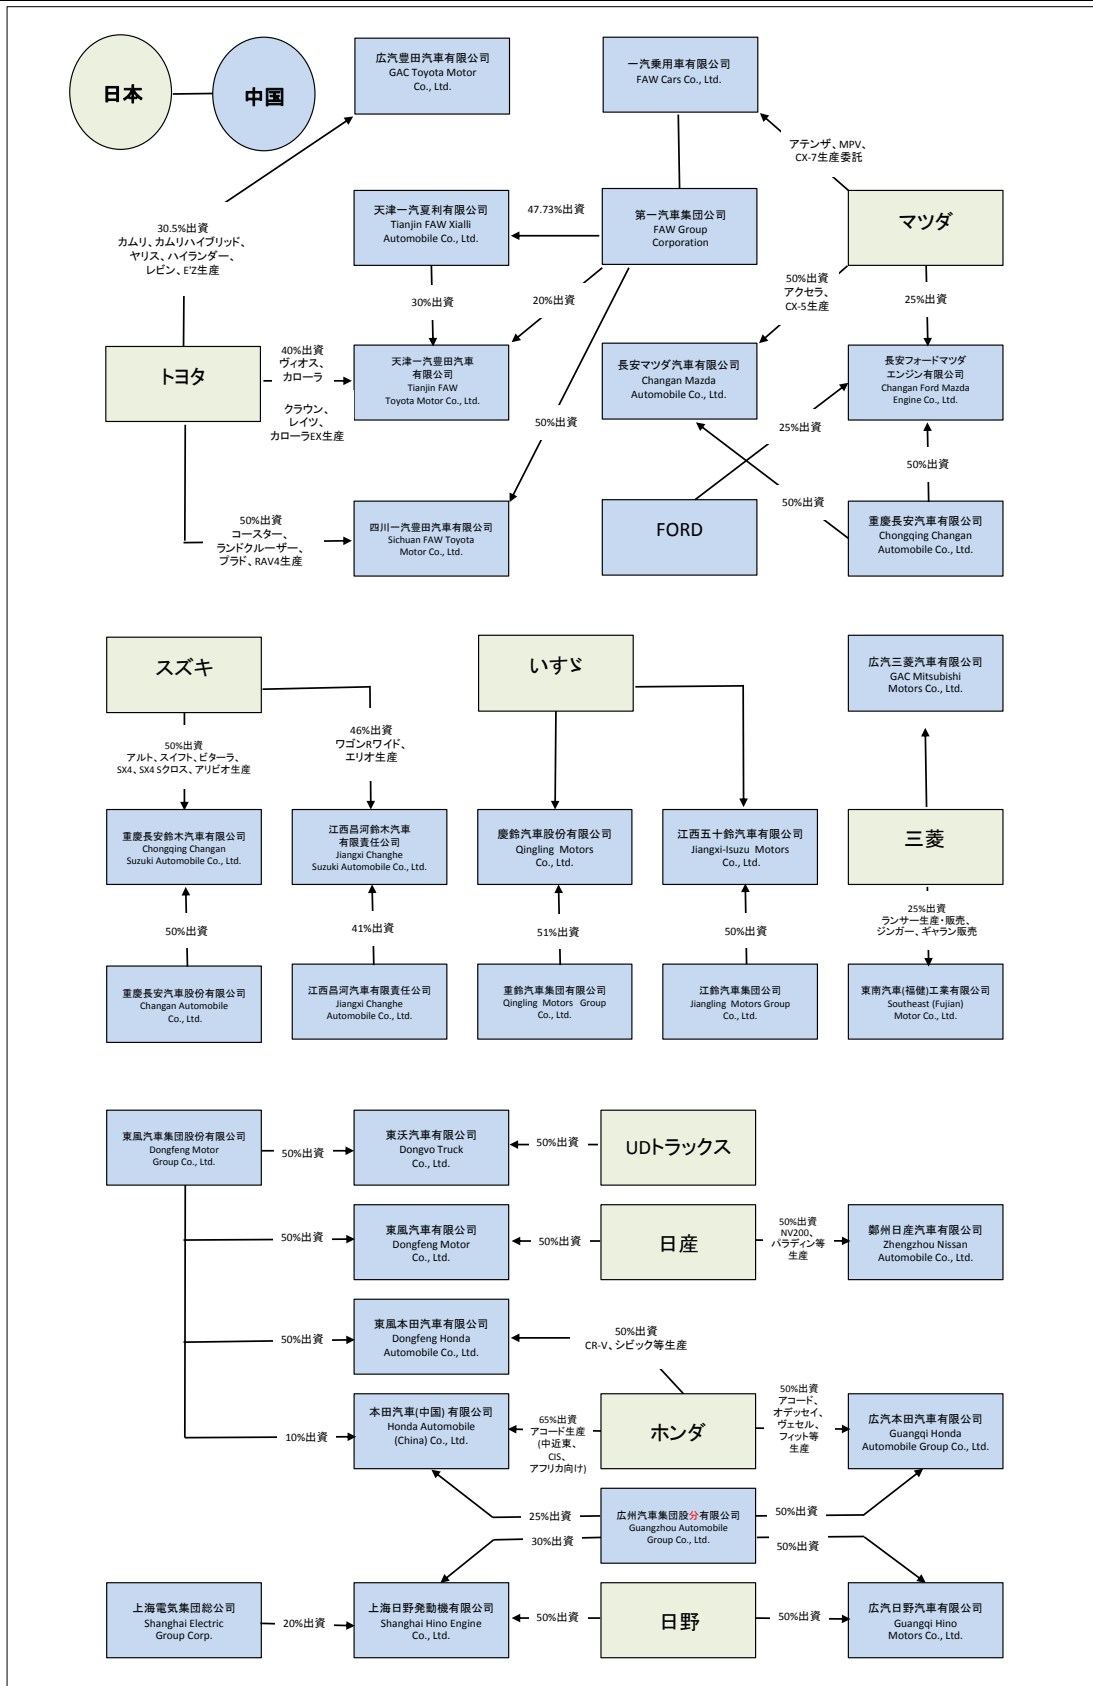 日本
中国
広汽豊田汽車有限公司
GAC Toyota Motor
Co., Ltd.
一汽乗用車有限公司
FAW Cars Co., Ltd.
アテンザ、MPV、
CX-7生産委託
30.5%出資
カムリ、カムリハイブリッド、
ヤリス、ハイランダー、
レビン、E'Z生産
天津一汽夏利有限公司
Tianjin FAW Xialli
Automobile Co., Ltd.
47.73%出資
第一汽車集団公司
FAW Group
Corporation
マツダ
30%出資
20%出資
50%出資
アクセラ、
CX-5生産
25%出資
トヨタ
40%出資
ヴィオス、
カローラ
クラウン、
レイツ、
カローラEX生産
天津一汽豊田汽車
有限公司
Tianjin FAW
Toyota Motor Co., Ltd.
長安マツダ汽車有限公司
Changan Mazda
Automobile Co., Ltd.
長安フォードマツダ
エンジン有限公司
Changan Ford Mazda
Engine Co., Ltd.
50%出資
25%出資
50%出資
50%出資
50%出資
コースター、
ランドクルーザー、
プラド、RAV4生産
四川一汽豊田汽車有限公司
Sichuan FAW Toyota
Motor Co., Ltd.
FORD
重慶長安汽車有限公司
Chongqing Changan
Automobile Co., Ltd.
スズキ
いすゞ
広汽三菱汽車有限公司
GAC Mitsubishi
Motors Co., Ltd.
50%出資
アルト、スイフト、ビターラ、
SX4、SX4 Sクロス、アリビオ生産
46%出資
ワゴンRワイド、
エリオ生産
重慶長安鈴木汽車有限公司
Chongqing Changan
Suzuki Automobile Co., Ltd.
江西昌河鈴木汽車
有限責任公司
Jiangxi Changhe
Suzuki Automobile Co., Ltd.
慶鈴汽車股份有限公司
Qingling Motors
Co., Ltd.
江西五十鈴汽車有限公司
Jiangxi-Isuzu Motors
Co., Ltd.
三菱
50%出資
41%出資
51%出資
50%出資
25%出資
ランサー生産・販売、
ジンガー、ギャラン販売
重慶長安汽車股份有限公司
Changan Automobile
Co., Ltd.
江西昌河汽車有限責任公司
Jiangxi Changhe
Automobile Co., Ltd.
重鈴汽車集団有限公司
Qingling Motors Group
Co., Ltd.
江鈴汽車集団公司
Jiangling Motors Group
Co., Ltd.
東南汽車(福健)工業有限公司
Southeast (Fujian)
Motor Co., Ltd.
東風汽車集団股份有限公司
Dongfeng Motor
Group Co., Ltd.
50%出資
東沃汽車有限公司
Dongvo Truck
Co., Ltd.
50%出資
UDトラックス
50%出資
東風汽車有限公司
Dongfeng Motor
Co., Ltd.
50%出資
日産
50%出資
NV200、
パラディン等
生産
鄭州日産汽車有限公司
Zhengzhou Nissan
Automobile Co., Ltd.
50%出資
東風本田汽車有限公司
Dongfeng Honda
Automobile Co., Ltd.
50%出資
CR-V、シビック等生産
10%出資
本田汽車(中国) 有限公司
Honda Automobile
(China) Co., Ltd.
65%出資
アコード生産
(中近東、
CIS、
アフリカ向け)
ホンダ
50%出資
アコード、
オデッセイ、
ヴェセル、
フィット等
生産
広汽本田汽車有限公司
Guangqi Honda
Automobile Group Co., Ltd.
25%出資
30%出資
広州汽車集団股分有限公司
Guangzhou Automobile
Group Co., Ltd.
50%出資
50%出資
上海電気集団総公司
Shanghai Electric
Group Corp.
20%出資
上海日野発動機有限公司
Shanghai Hino Engine
Co., Ltd.
50%出資
日野
50%出資
広汽日野汽車有限公司
Guangqi Hino
Motors Co., Ltd.